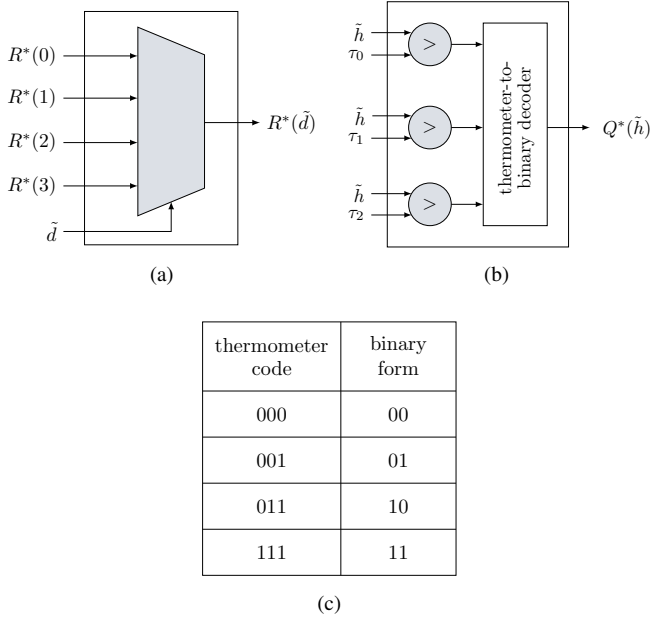 R*(0)
R*(1)
R*(2)
R*(3)
d̃
R*(d̃)
(a)
h̃
τ₀
>
h̃
τ₁
>
h̃
τ₂
>
thermometer-to-
binary decoder
Q*(h̃)
(b)
thermometer code
binary form
000 00
001 01
011 10
111 11
(c)